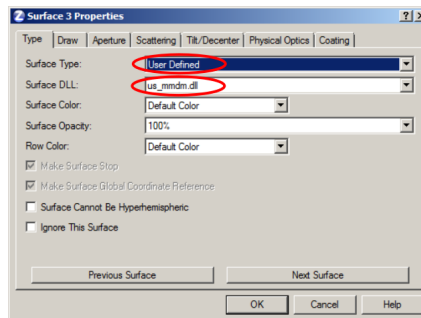 Surface 3 Properties
Type Draw Aperture Scattering Tilt/Decenter Physical Optics Coating
Surface Type: User Defined
Surface DLL: us_mmdm.dll
Surface Color: Default Color
Surface Opacity: 100%
Row Color: Default Color
Make Surface Stop
Make Surface Global Coordinate Reference
Surface Cannot Be Hyperhemispheric
Ignore This Surface
Previous Surface Next Surface
OK Cancel Help